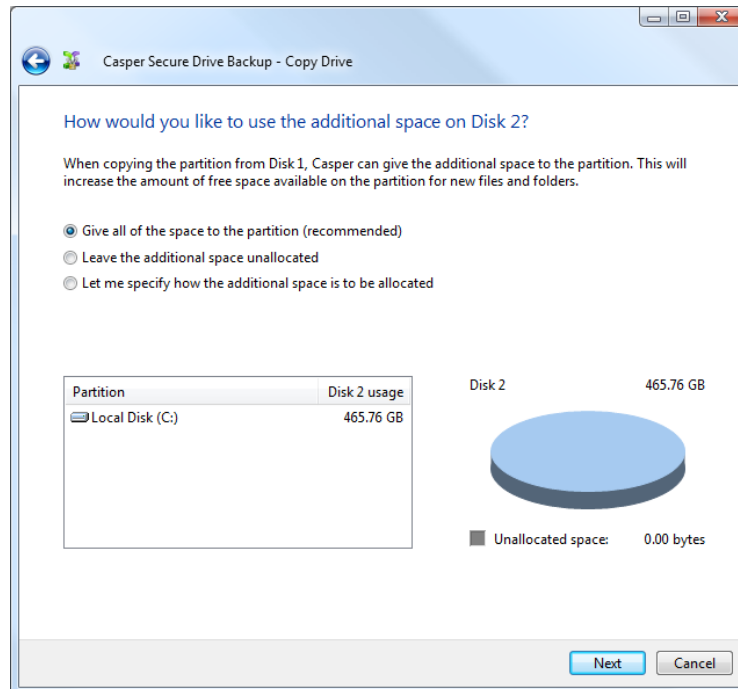 Casper Secure Drive Backup - Copy Drive
How would you like to use the additional space on Disk 2?
When copying the partition from Disk 1, Casper can give the additional space to the partition. This will
increase the amount of free space available on the partition for new files and folders.
Give all of the space to the partition (recommended)
Leave the additional space unallocated
Let me specify how the additional space is to be allocated
Partition Disk 2 usage
Local Disk (C:) 465.76 GB
Disk 2 465.76 GB
Unallocated space: 0.00 bytes
Next Cancel